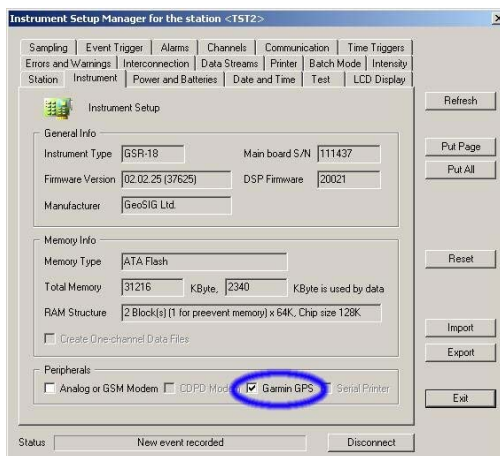 Instrument Setup Manager for the station <TST2>
Sampling Event Trigger Alarms Channels Communication Time Triggers
Errors and Warnings Interconnection Data Streams Printer Batch Mode Intensity
Station Instrument Power and Batteries Date and Time Test LCD Display
Instrument Setup
Refresh
General Info
Instrument Type GSR-18 Main board S/N 111437
Put Page
Firmware Version 02.02.25 (37625) DSP Firmware 20021
Put All
Manufacturer GeoSIG Ltd.
Memory Info
Memory Type ATA Flash
Reset
Total Memory 31216 KByte, 2340 KByte is used by data
RAM Structure 2 Block(s) (1 for preevent memory) x 64K, Chip size 128K
Import
Create One-channel Data Files
Export
Peripherals
Analog or GSM Modem CDPD Modem Garmin GPS Serial Printer
Exit
Status New event recorded Disconnect